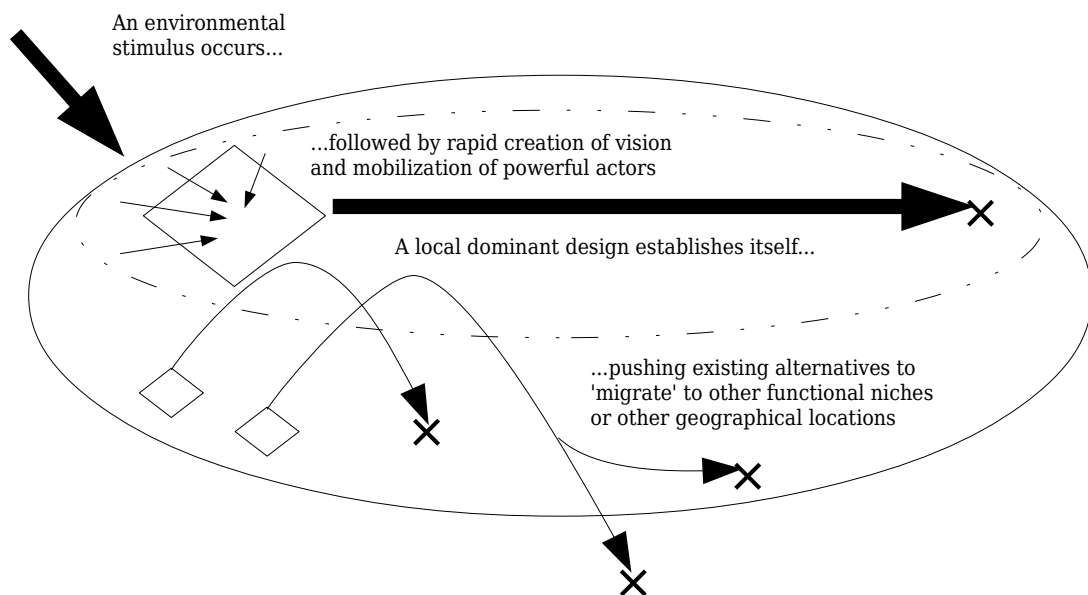 An environmental
stimulus occurs...
...followed by rapid creation of vision
and mobilization of powerful actors
A local dominant design establishes itself...
...pushing existing alternatives to
'migrate' to other functional niches
or other geographical locations